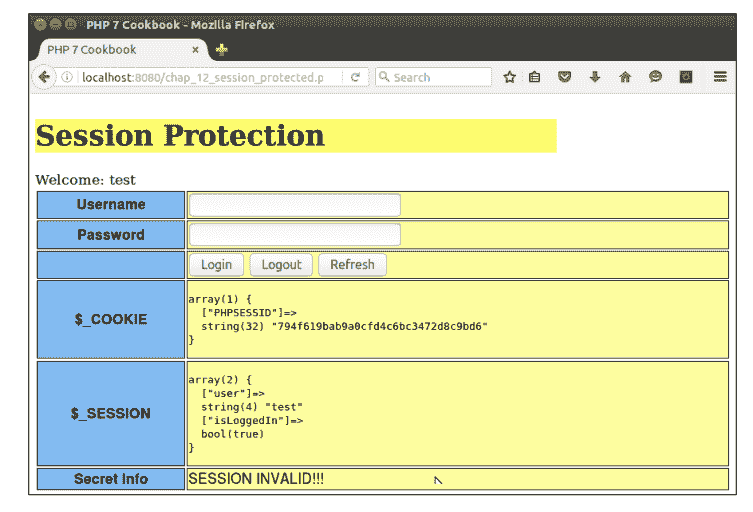 PHP 7 Cookbook - Mozilla Firefox
PHP 7 Cookbook
localhost:8080/chap_12_session_protected.p
Search
Session Protection
Welcome: test
Username
Password
Login Logout Refresh
$_COOKIE
array(1) {
["PHPSESSID"]=>
string(32) "794f619bab9a0cfd4c6bc3472d8c9bd6"
}
$_SESSION
array(2) {
["user"]=>
string(4) "test"
["isLoggedIn"]=>
bool(true)
}
Secret Info
SESSION INVALID!!!